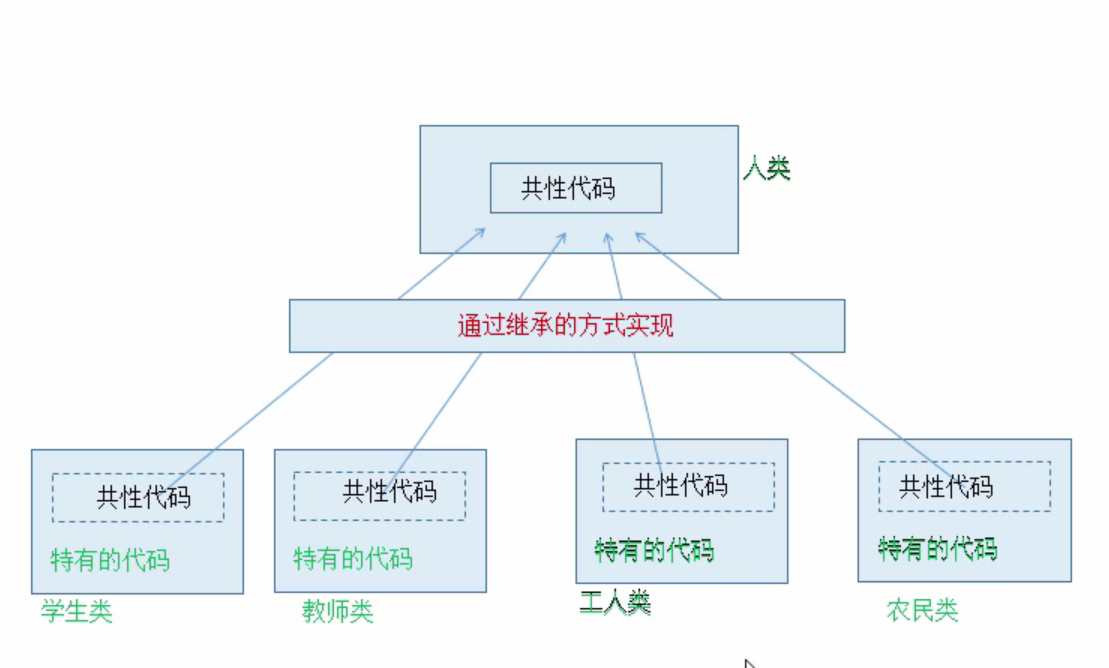 共性代码
人类
通过继承的方式实现
共性代码
共性代码
共性代码
共性代码
特有的代码
特有的代码
特有的代码
特有的代码
学生类
教师类
工人类
农民类